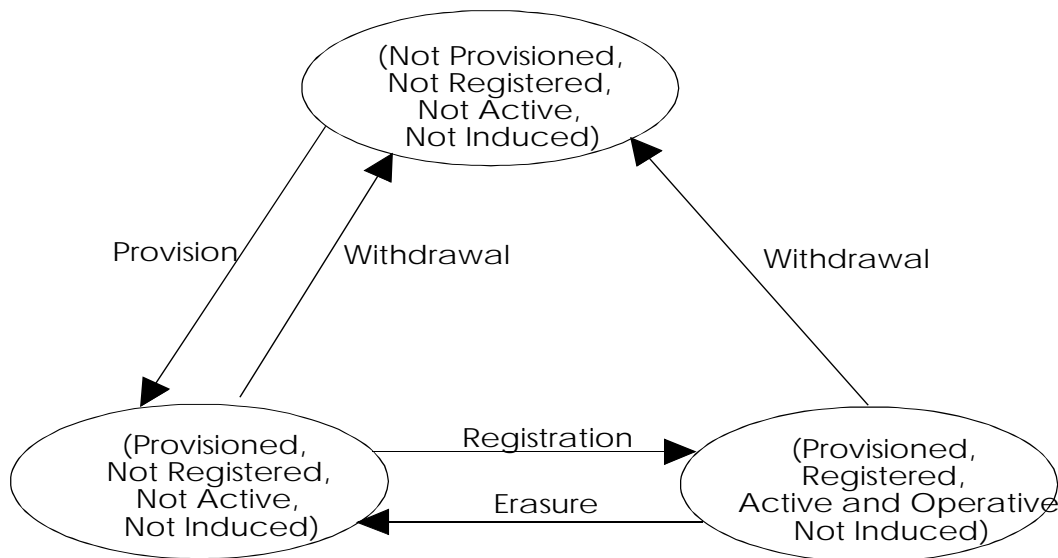 (Not Provisioned,
Not Registered,
Not Active,
Not Induced)
Provision
Withdrawal
Withdrawal
(Provisioned,
Not Registered,
Not Active,
Not Induced)
Registration
Erasure
(Provisioned,
Registered,
Active and Operative
Not Induced)